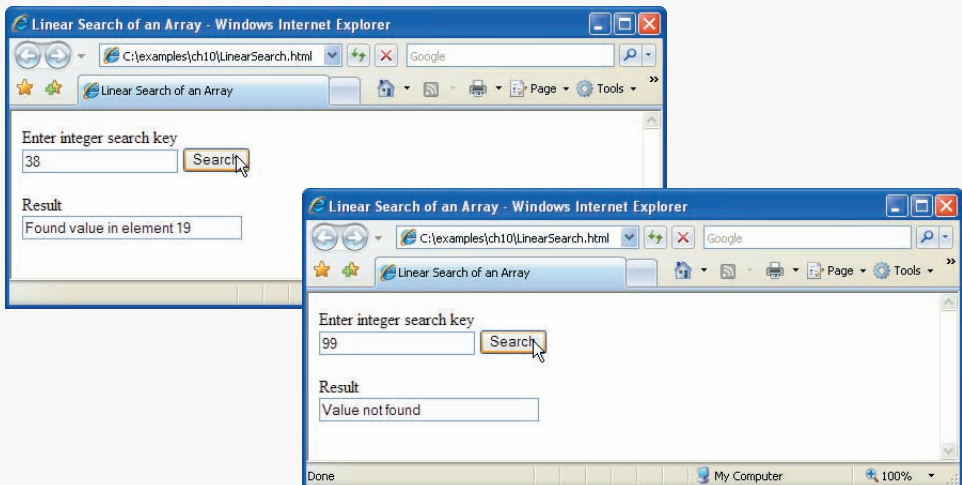 Linear Search of an Array - Windows Internet Explorer
C:\examples\ch10\LinearSearch.html
Google
Linear Search of an Array
Page
Tools
»
Enter integer search key
38
Search
Result
Found value in element 19
Linear Search of an Array - Windows Internet Explorer
C:\examples\ch10\LinearSearch.html
Google
Linear Search of an Array
Page
Tools
»
Enter integer search key
99
Search
Result
Value not found
Done
My Computer
100%